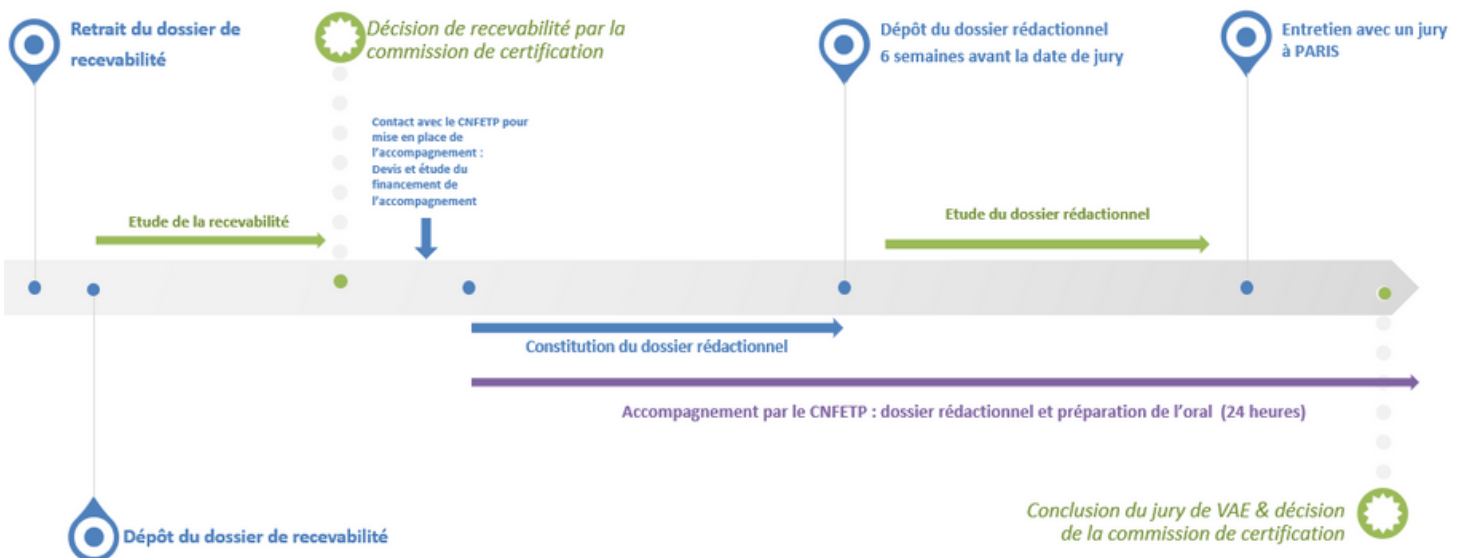 Retrait du dossier de
recevabilité
Décision de recevabilité par la
commission de certification
Dépôt du dossier rédactionnel
6 semaines avant la date de jury
Entretien avec un jury
à PARIS
Contact avec le CNFETP pour
mise en place de
l'accompagnement :
Devis et étude du
financement de
l'accompagnement
Etude de la recevabilité
Etude du dossier rédactionnel
Constitution du dossier rédactionnel
Accompagnement par le CNFETP : dossier rédactionnel et préparation de l'oral (24 heures)
Dépôt du dossier de recevabilité
Conclusion du jury de VAE & décision
de la commission de certification